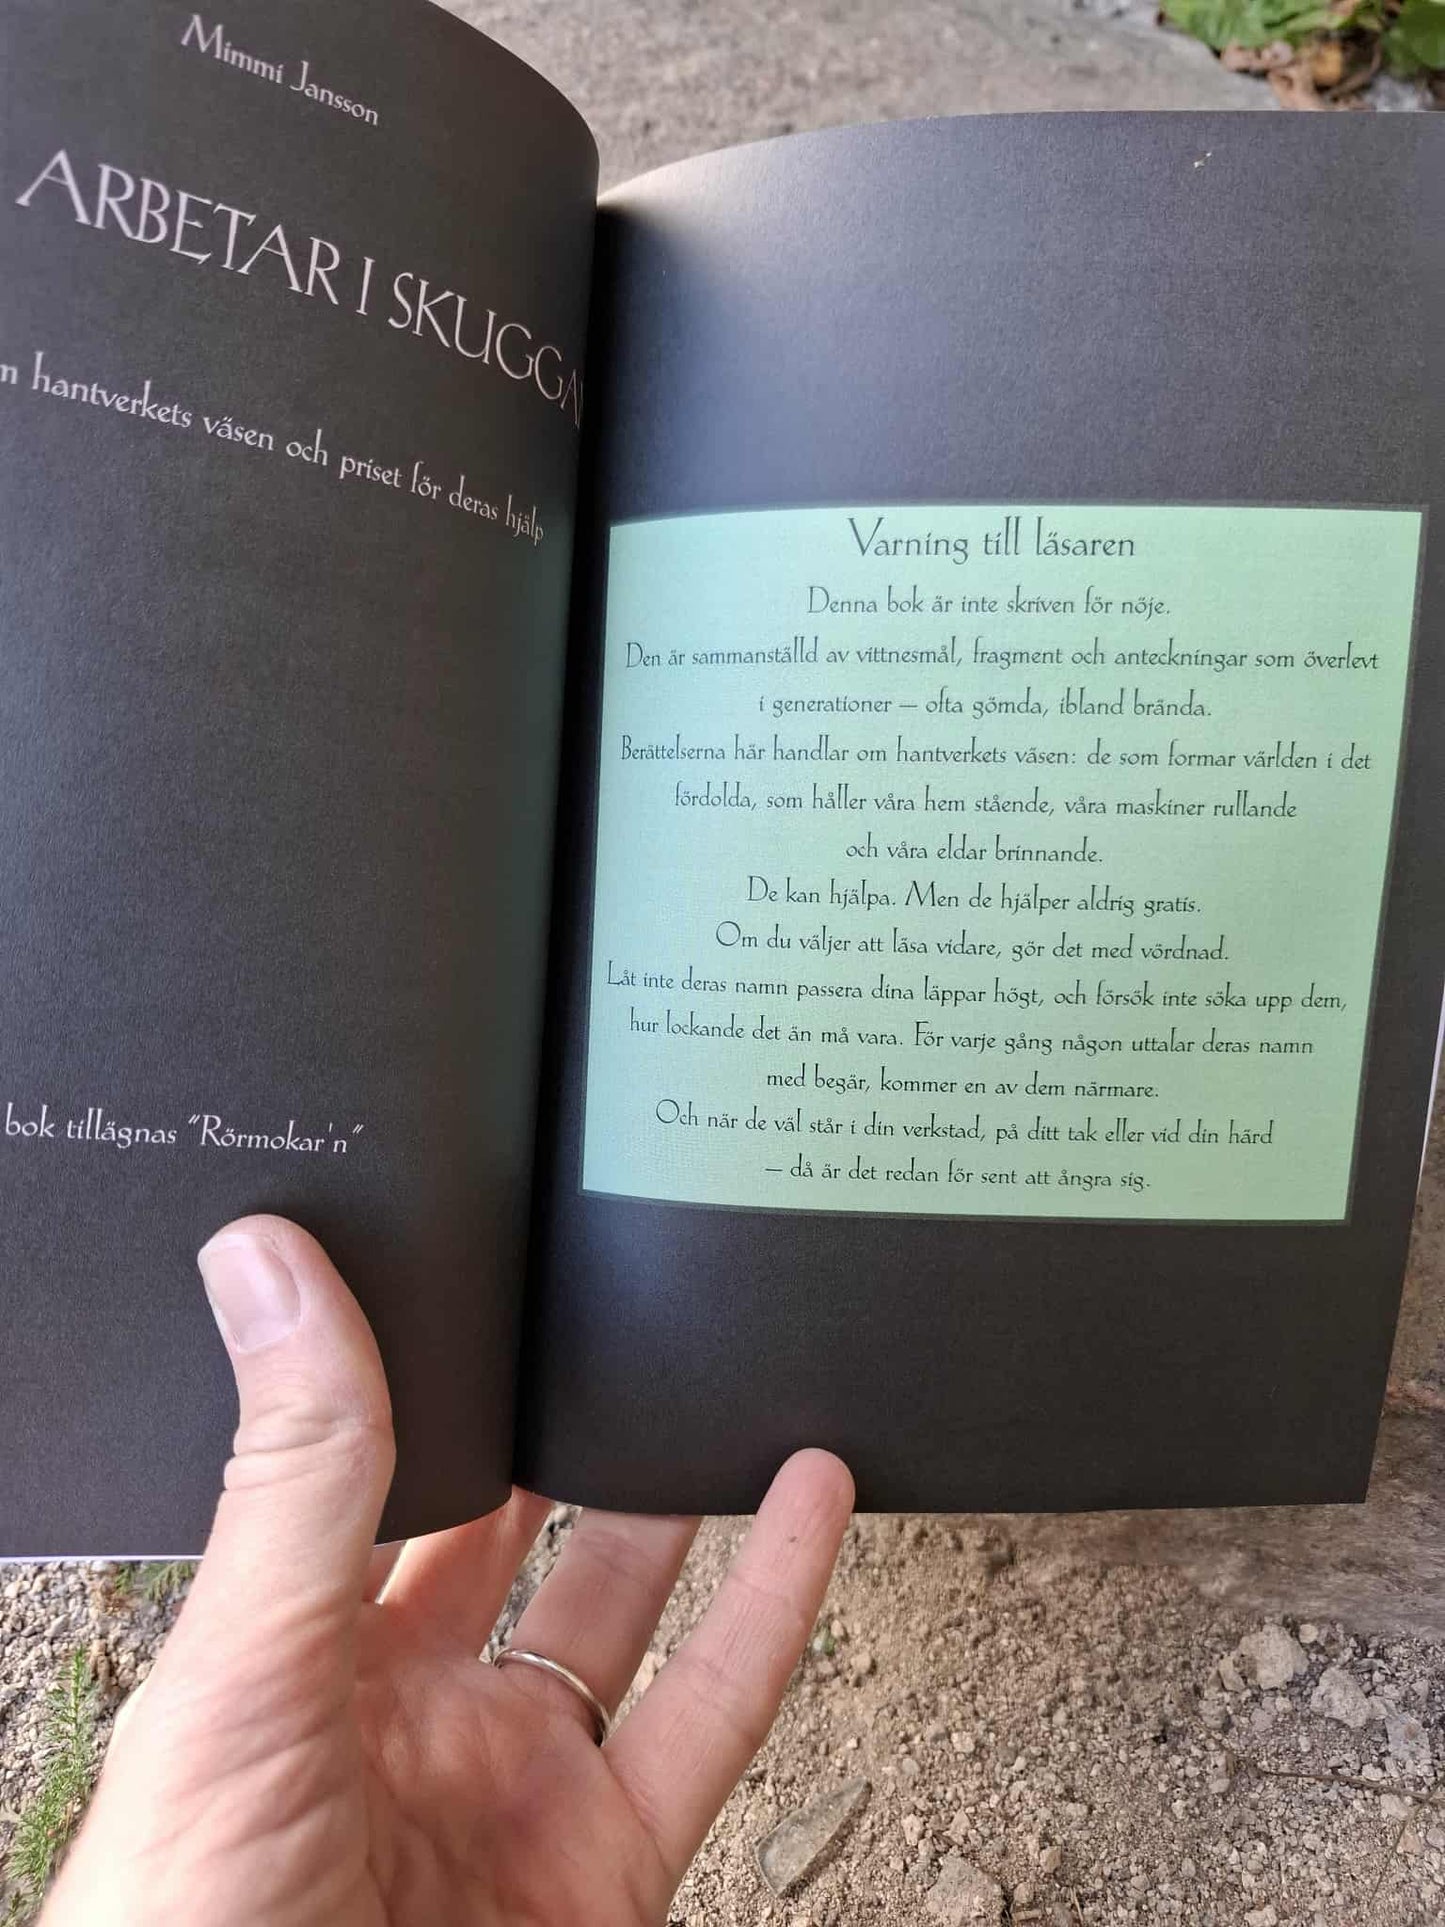 Mimmi Jansson
ARBETAR I SKUGGAN
hantverkets väsen och priset för deras hjälp
bok tillägnas "Rörmokar'n"
Varning till läsaren
Denna bok är inte skriven för nöje.
Den är sammanställd av vittnesmål, fragment och anteckningar som överlevt
i generationer — ofta gömda, ibland brända.
Berättelserna här handlar om hantverkets väsen: de som formar världen i det
fördolda, som håller våra hem stående, våra maskiner rullande
och våra eldar brinnande.
De kan hjälpa. Men de hjälper aldrig gratis.
Om du väljer att läsa vidare, gör det med vördnad.
Låt inte deras namn passera dina läppar högt, och försök inte söka upp dem,
hur lockande det än må vara. För varje gång någon uttalar deras namn
med begär, kommer en av dem närmare.
Och när de väl står i din verkstad, på ditt tak eller vid din härd
— då är det redan för sent att ångra sig.